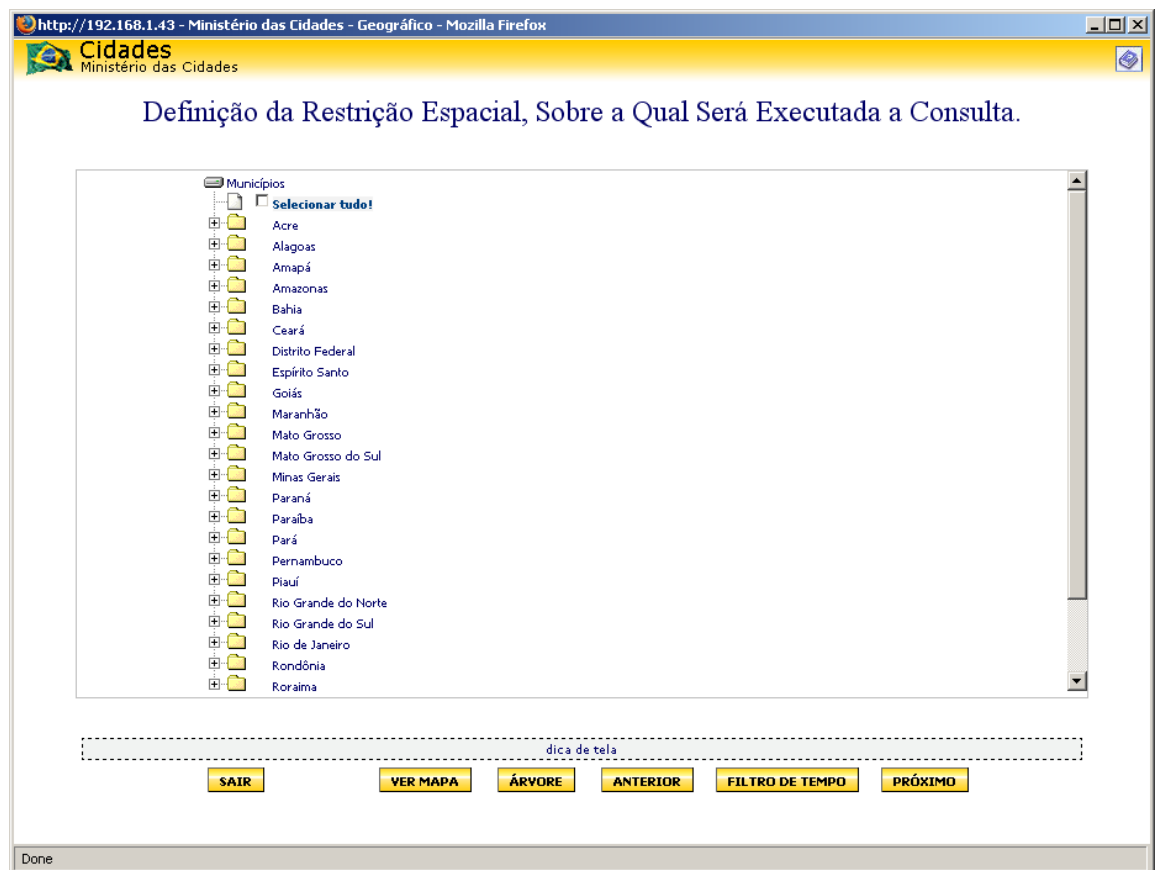 http://192.168.1.43 - Ministério das Cidades - Geográfico - Mozilla Firefox
Cidades
Ministério das Cidades
Definição da Restrição Espacial, Sobre a Qual Será Executada a Consulta.
Municípios
Selecionar tudo!
Acre
Alagoas
Amapá
Amazonas
Bahia
Ceará
Distrito Federal
Espírito Santo
Goiás
Maranhão
Mato Grosso
Mato Grosso do Sul
Minas Gerais
Paraná
Paraíba
Pará
Pernambuco
Piauí
Rio Grande do Norte
Rio Grande do Sul
Rio de Janeiro
Rondônia
Roraima
dica de tela
SAIR VER MAPA ÁRVORE ANTERIOR FILTRO DE TEMPO PRÓXIMO
Done